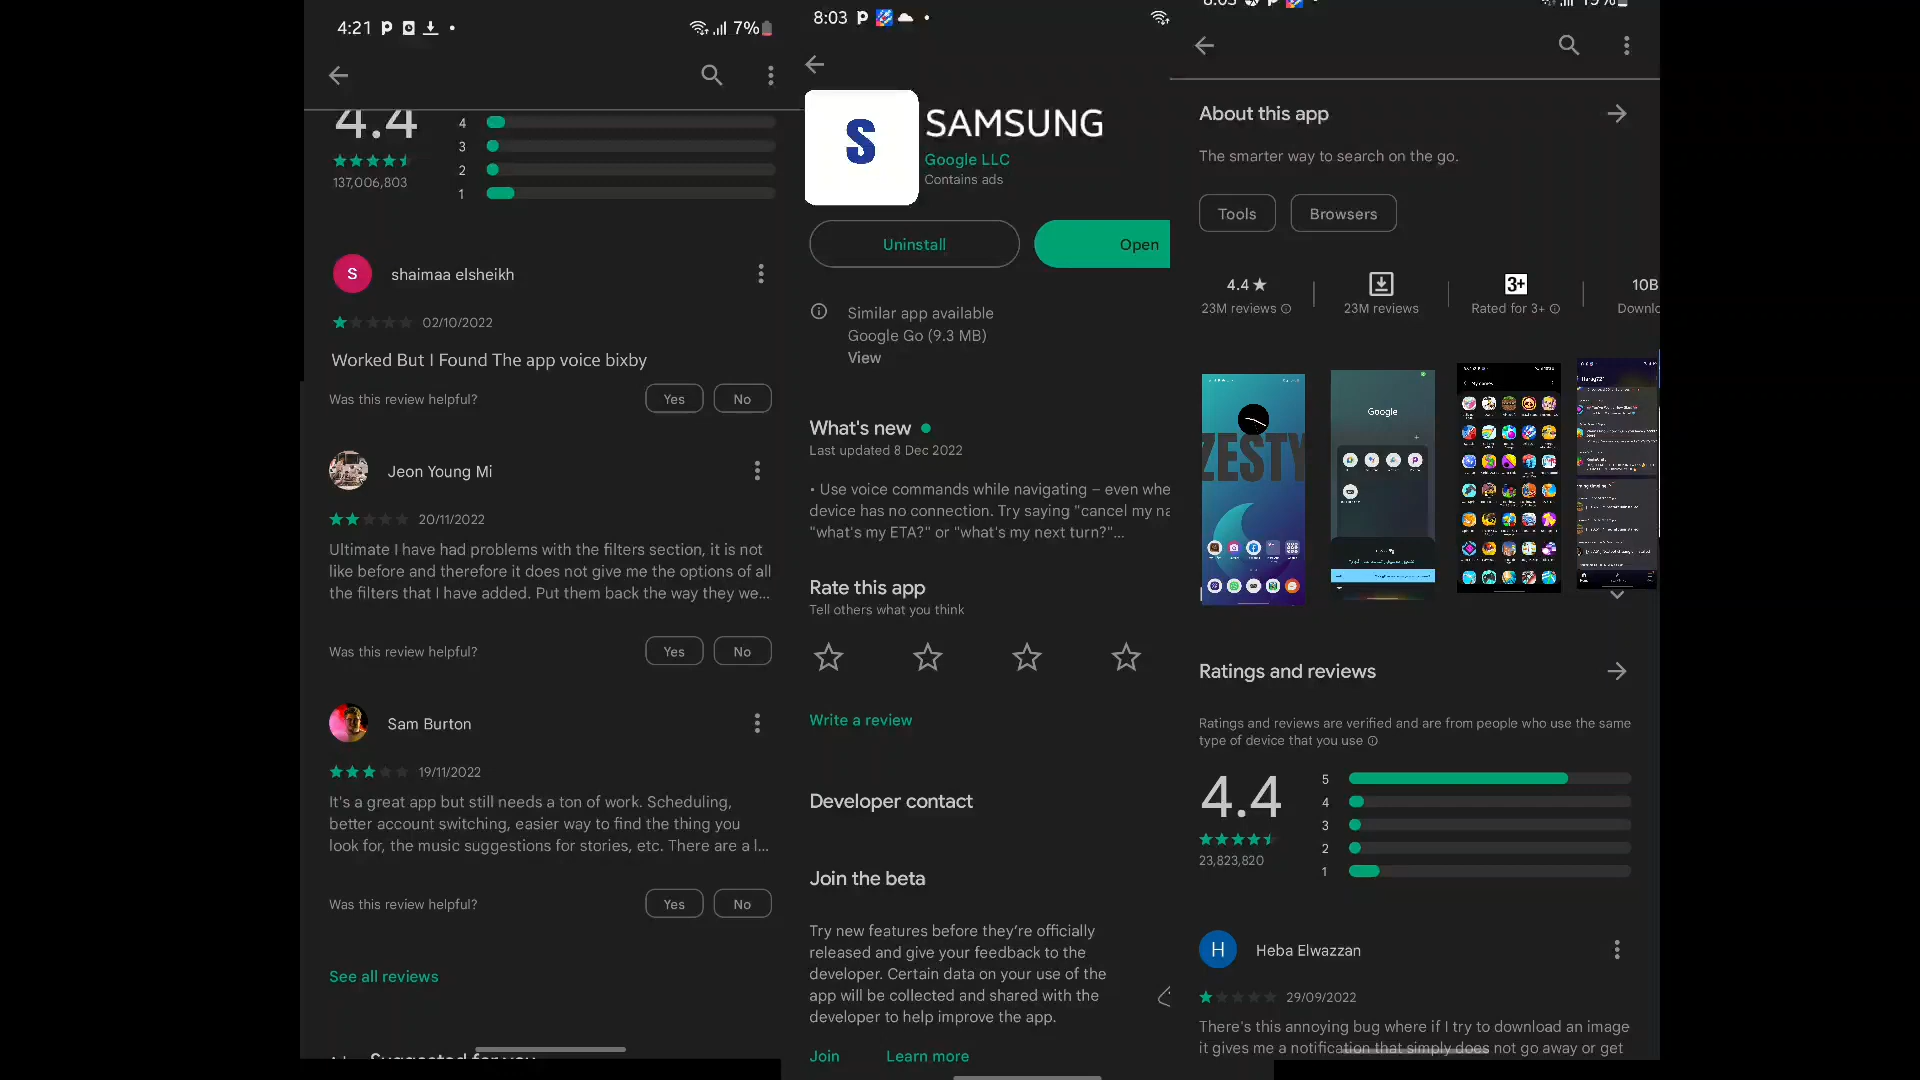 4:21
7%
4.4
4
3
2
1
137,006,803
S
shaimaa elsheikh
02/10/2022
Worked But I Found The app voice bixby
Was this review helpful?
Yes
No
Jeon Young Mi
20/11/2022
Ultimate I have had problems with the filters section, it is not
like before and therefore it does not give me the options of all
the filters that I have added. Put them back the way they we...
Was this review helpful?
Yes
No
Sam Burton
19/11/2022
It's a great app but still needs a ton of work. Scheduling,
better account switching, easier way to find the thing you
look for, the music suggestions for stories, etc. There are a l...
Was this review helpful?
Yes
No
See all reviews
Suggested for you
8:03
S
SAMSUNG
Google LLC
Contains ads
Uninstall
Open
Similar app available
Google Go (9.3 MB)
View
What's new
Last updated 8 Dec 2022
• Use voice commands while navigating – even whe
device has no connection. Try saying "cancel my na
"what's my ETA?" or "what's my next turn?"...
Rate this app
Tell others what you think
Write a review
Developer contact
Join the beta
Try new features before they're officially
released and give your feedback to the
developer. Certain data on your use of the
app will be collected and shared with the
developer to help improve the app.
Join
Learn more
8:03
19%
About this app
The smarter way to search on the go.
Tools
Browsers
4.4★
23M reviews
23M reviews
3+
Rated for 3+
10B
Downlo
ZESTY
Google
My games
Ratings and reviews
Ratings and reviews are verified and are from people who use the same
type of device that you use
4.4
5
4
3
2
1
23,823,820
H
Heba Elwazzan
29/09/2022
There's this annoying bug where if I try to download an image
it gives me a notification that simply does not go away or get